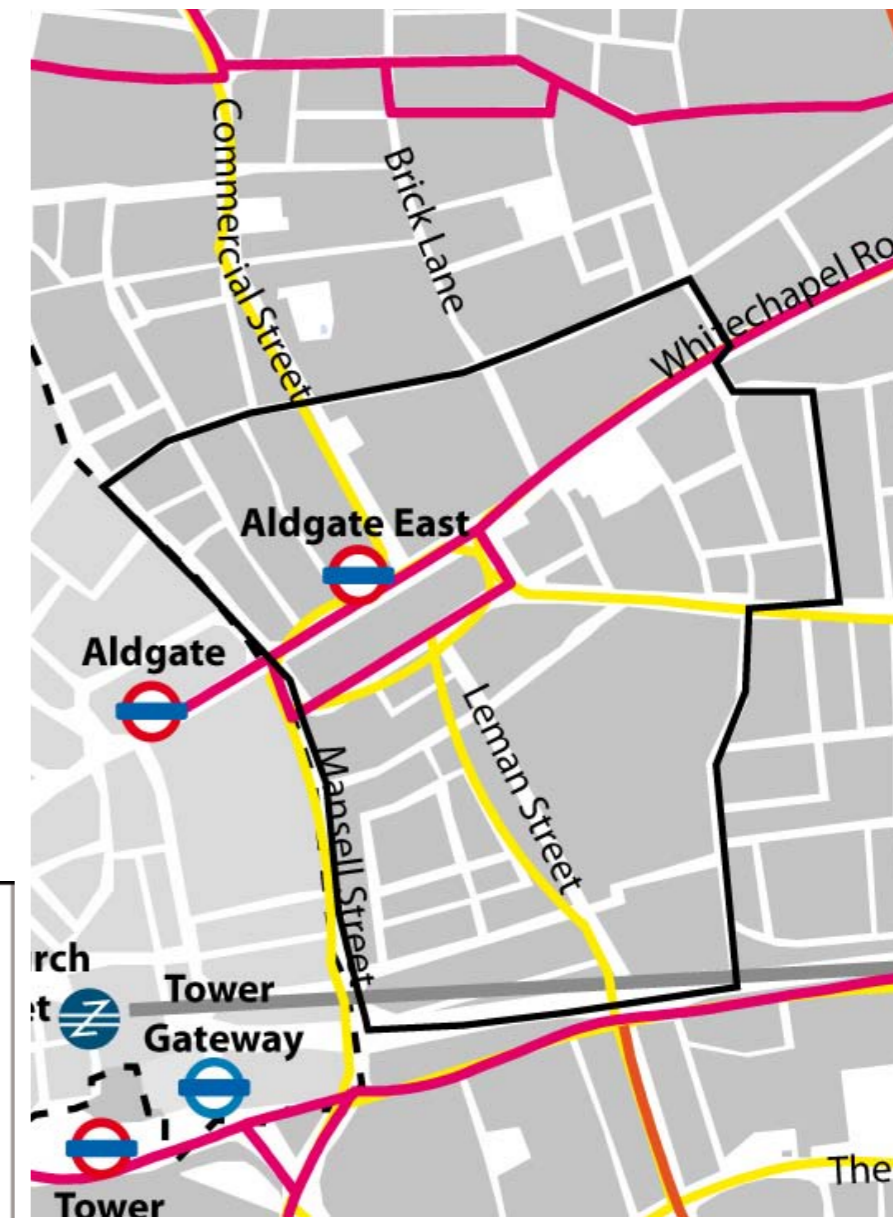 Commercial Street
Brick Lane
Whitechapel Ro
Aldgate East
Aldgate
Leman Street
Mansell Street
rch
et
Tower
Gateway
Tower
The